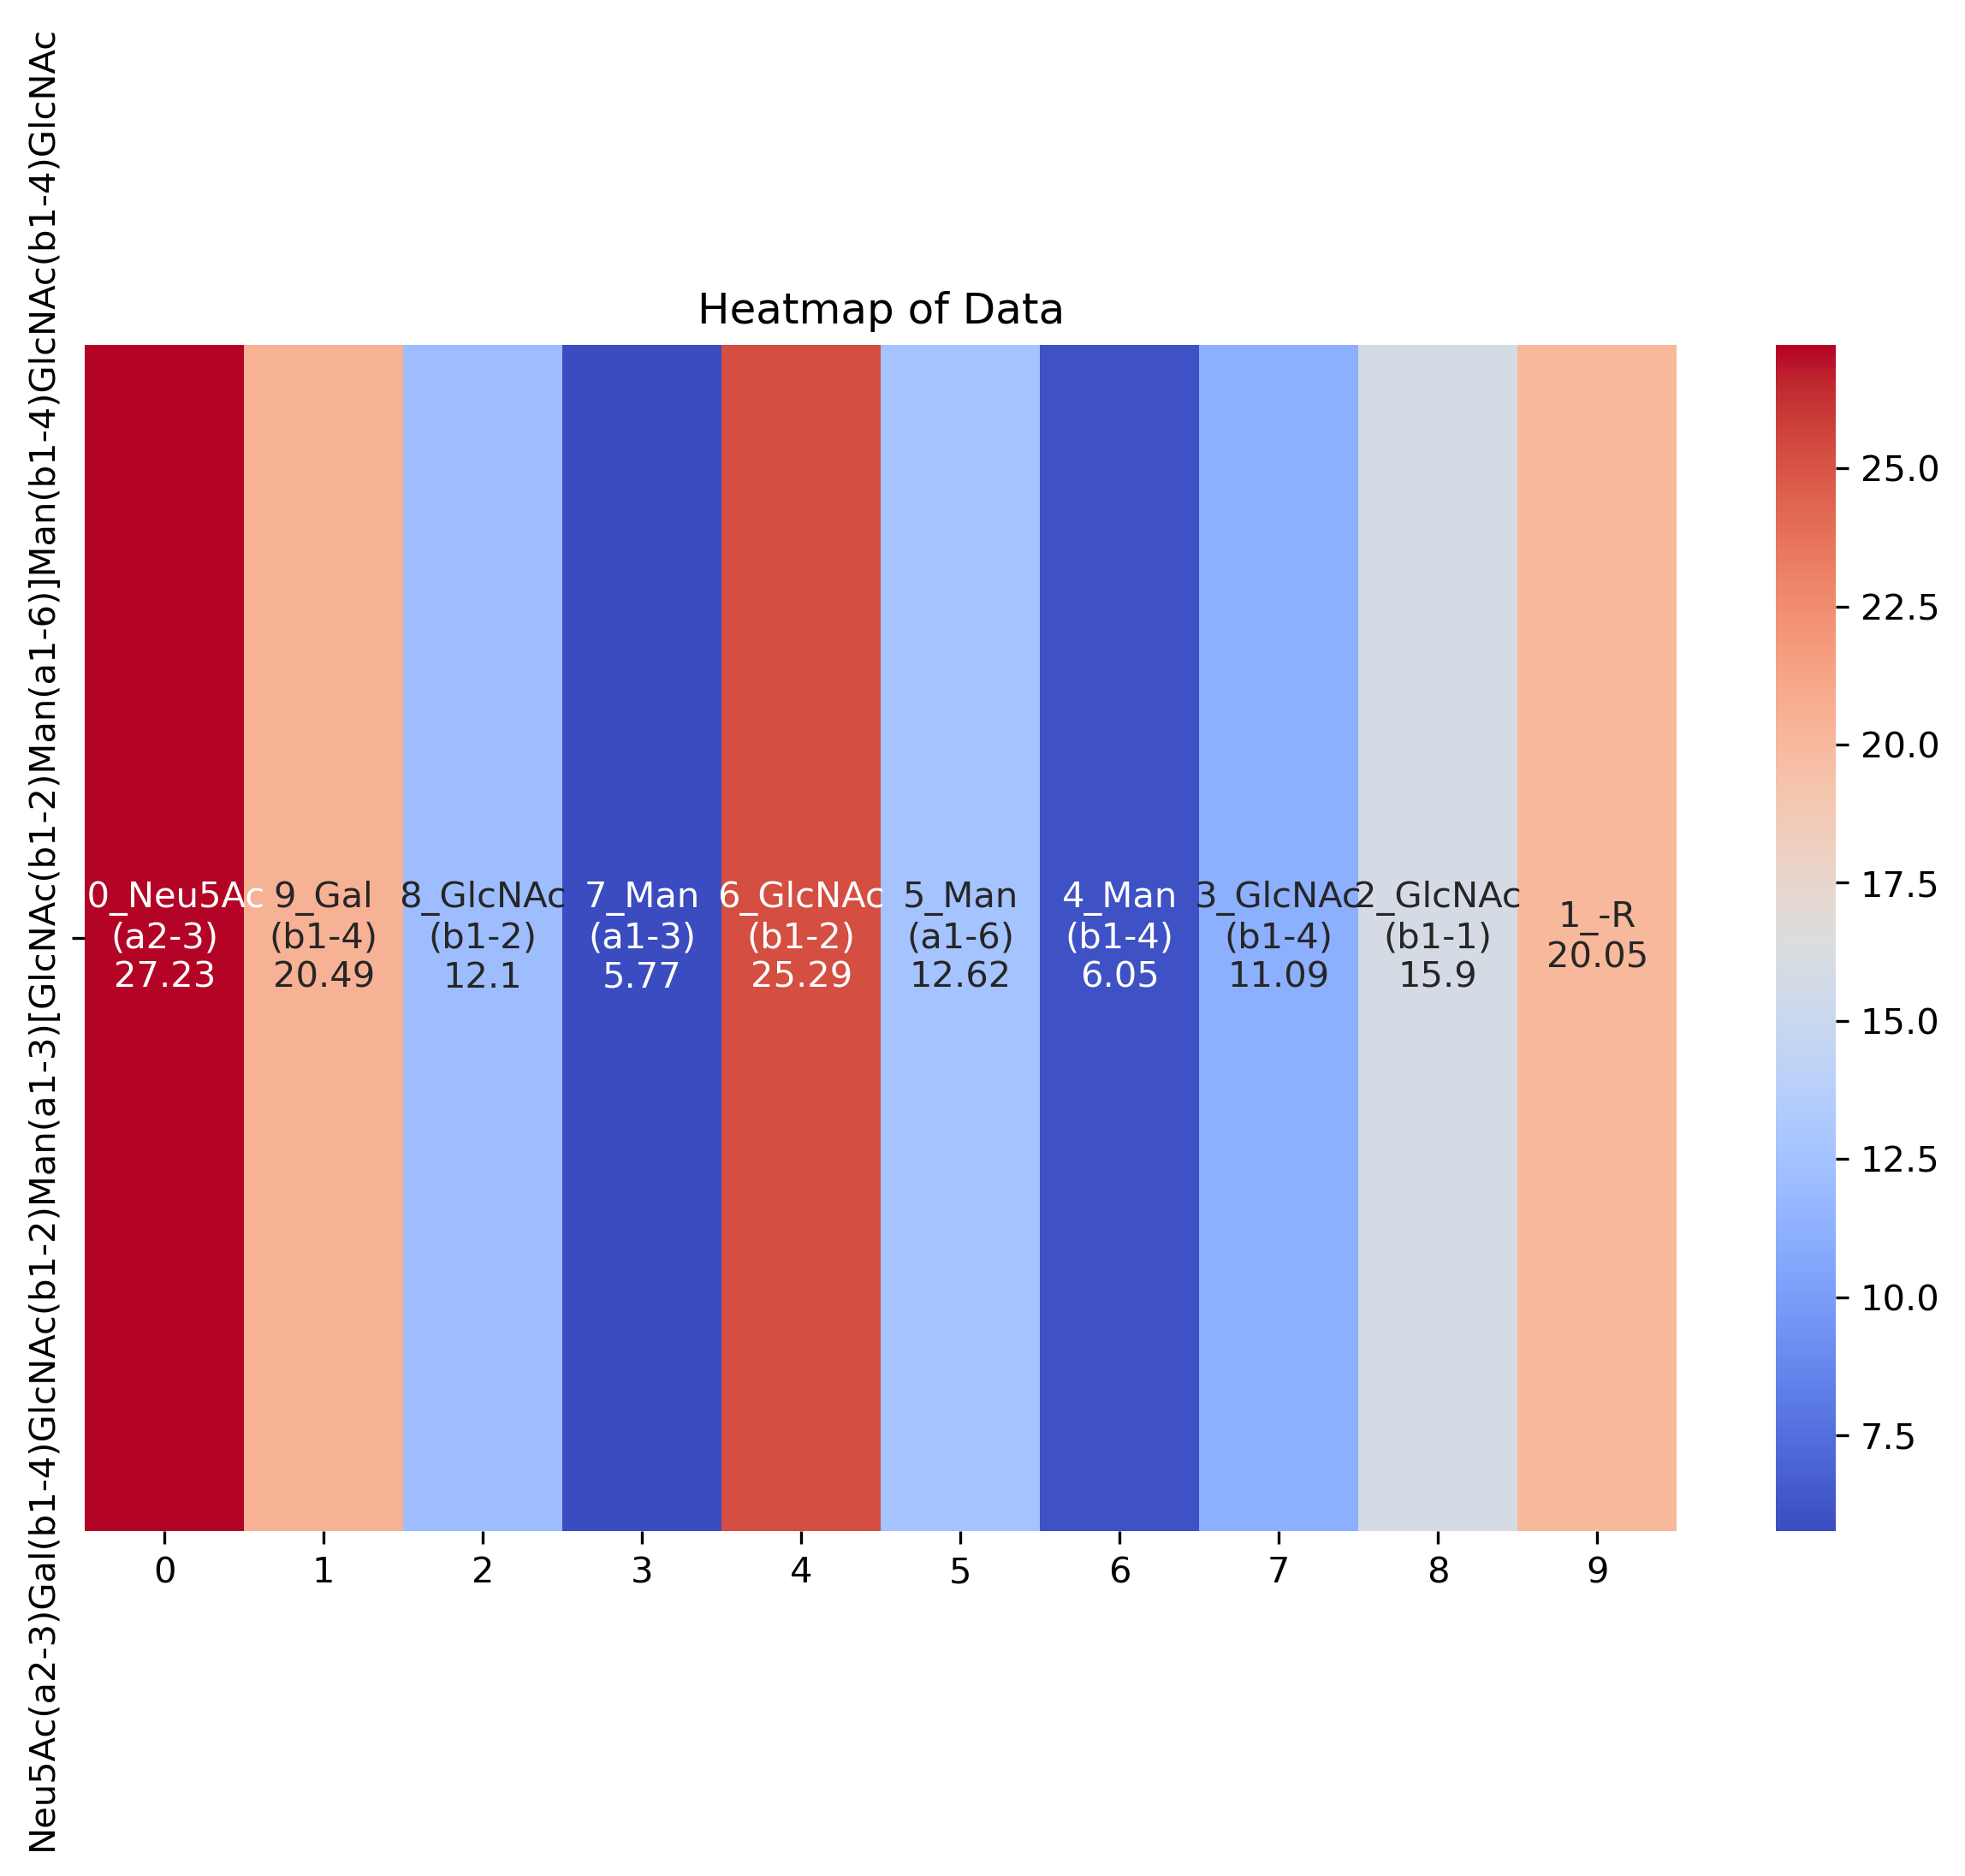 Heatmap of Data
Neu5Ac(a2-3)Gal(b1-4)GlcNAc(b1-2)Man(a1-3)[GlcNAc(b1-2)Man(a1-6)]Man(b1-4)GlcNAc(b1-4)GlcNAc
0_Neu5Ac
(a2-3)
27.23
9_Gal
(b1-4)
20.49
8_GlcNAc
(b1-2)
12.1
7_Man
(a1-3)
5.77
6_GlcNAc
(b1-2)
25.29
5_Man
(a1-6)
12.62
4_Man
(b1-4)
6.05
3_GlcNAc
(b1-4)
11.09
2_GlcNAc
(b1-1)
15.9
1_-R
20.05
0 1 2 3 4 5 6 7 8 9
25.0
22.5
20.0
17.5
15.0
12.5
10.0
7.5